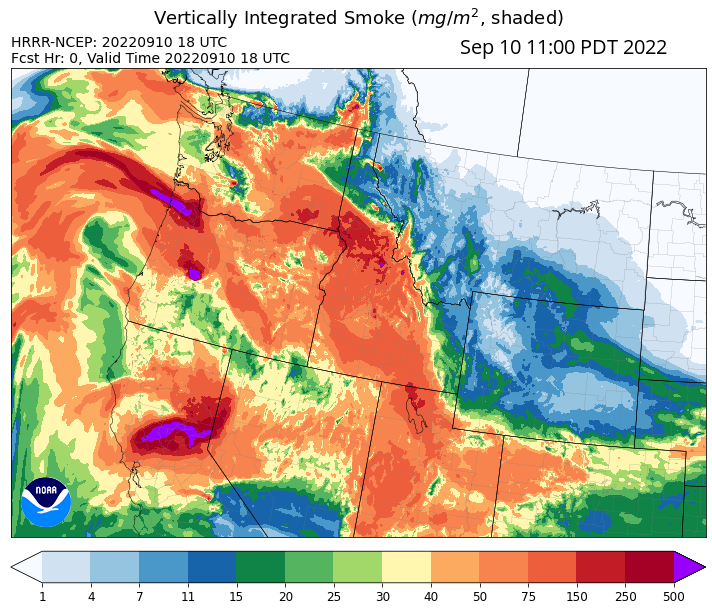 Vertically Integrated Smoke (mg/m², shaded)
HRRR-NCEP: 20220910 18 UTC
Sep 10 11:00 PDT 2022
Fcst Hr: 0, Valid Time 20220910 18 UTC
NOAA
1 4 7 11 15 20 25 30 40 50 75 150 250 500